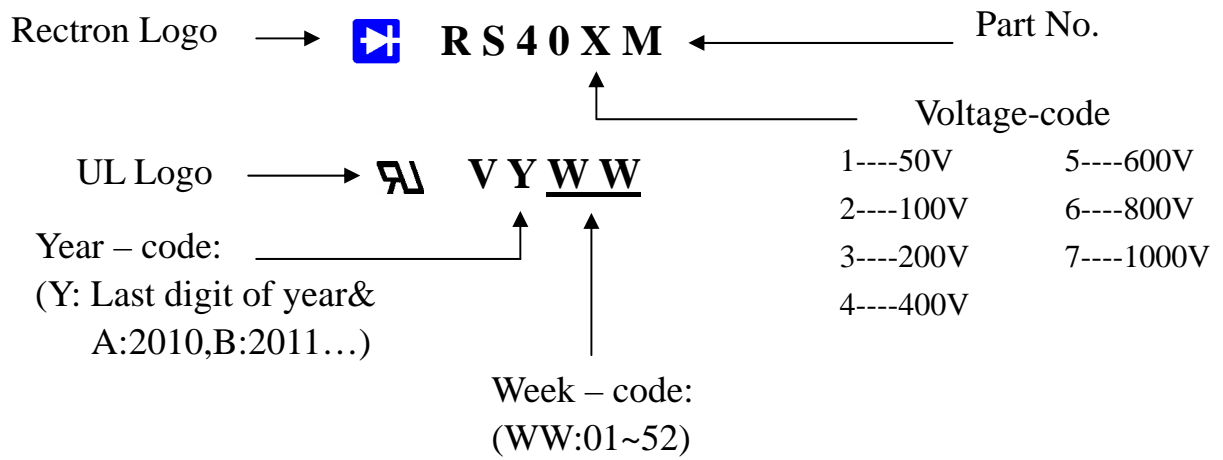 Rectron Logo R S 4 0 X M Part No.
Voltage-code
1----50V 5----600V
UL Logo V Y W W
2----100V 6----800V
Year – code:
3----200V 7----1000V
(Y: Last digit of year&
4----400V
A:2010,B:2011…)
Week – code:
(WW:01~52)